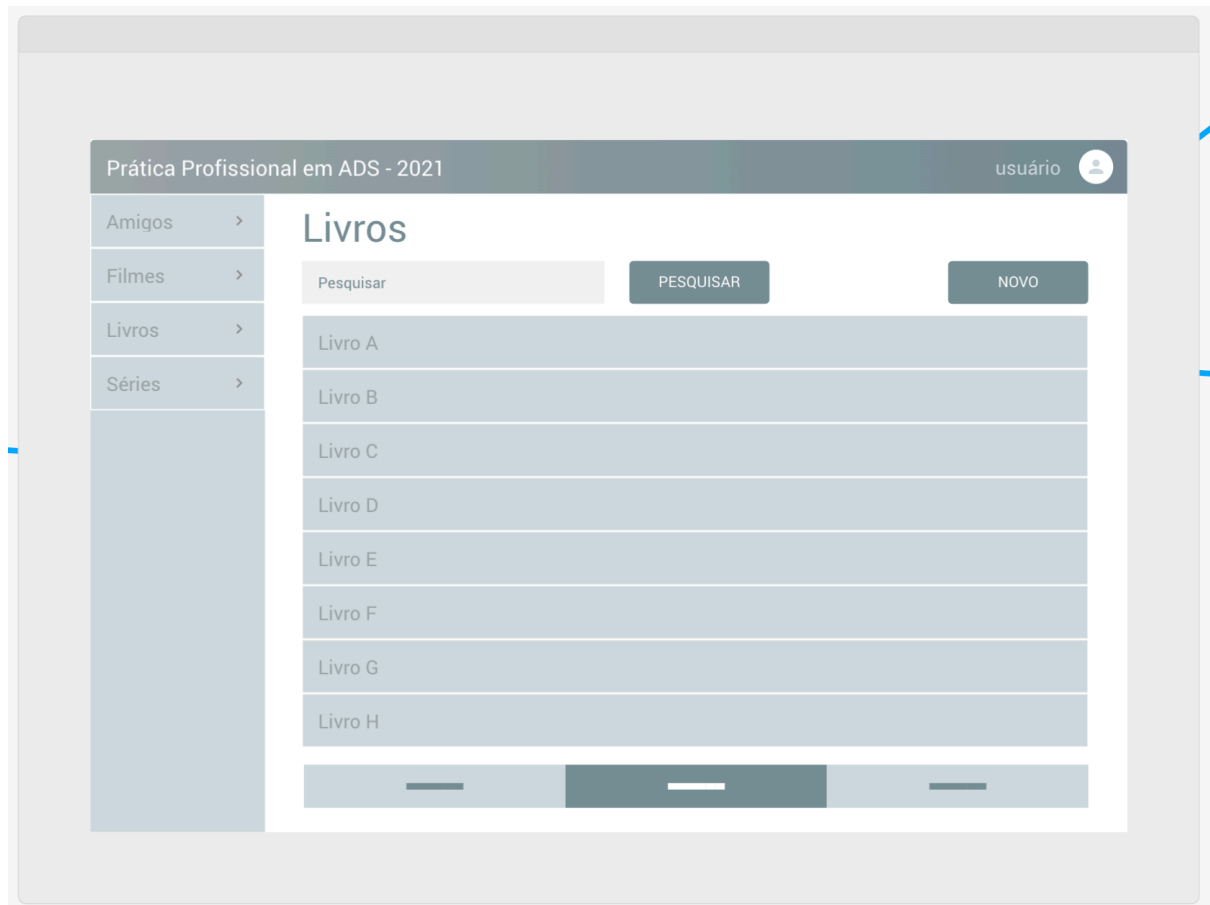 Prática Profissional em ADS - 2021
usuário
Amigos
Filmes
Livros
Séries
Livros
Pesquisar
PESQUISAR
NOVO
Livro A
Livro B
Livro C
Livro D
Livro E
Livro F
Livro G
Livro H